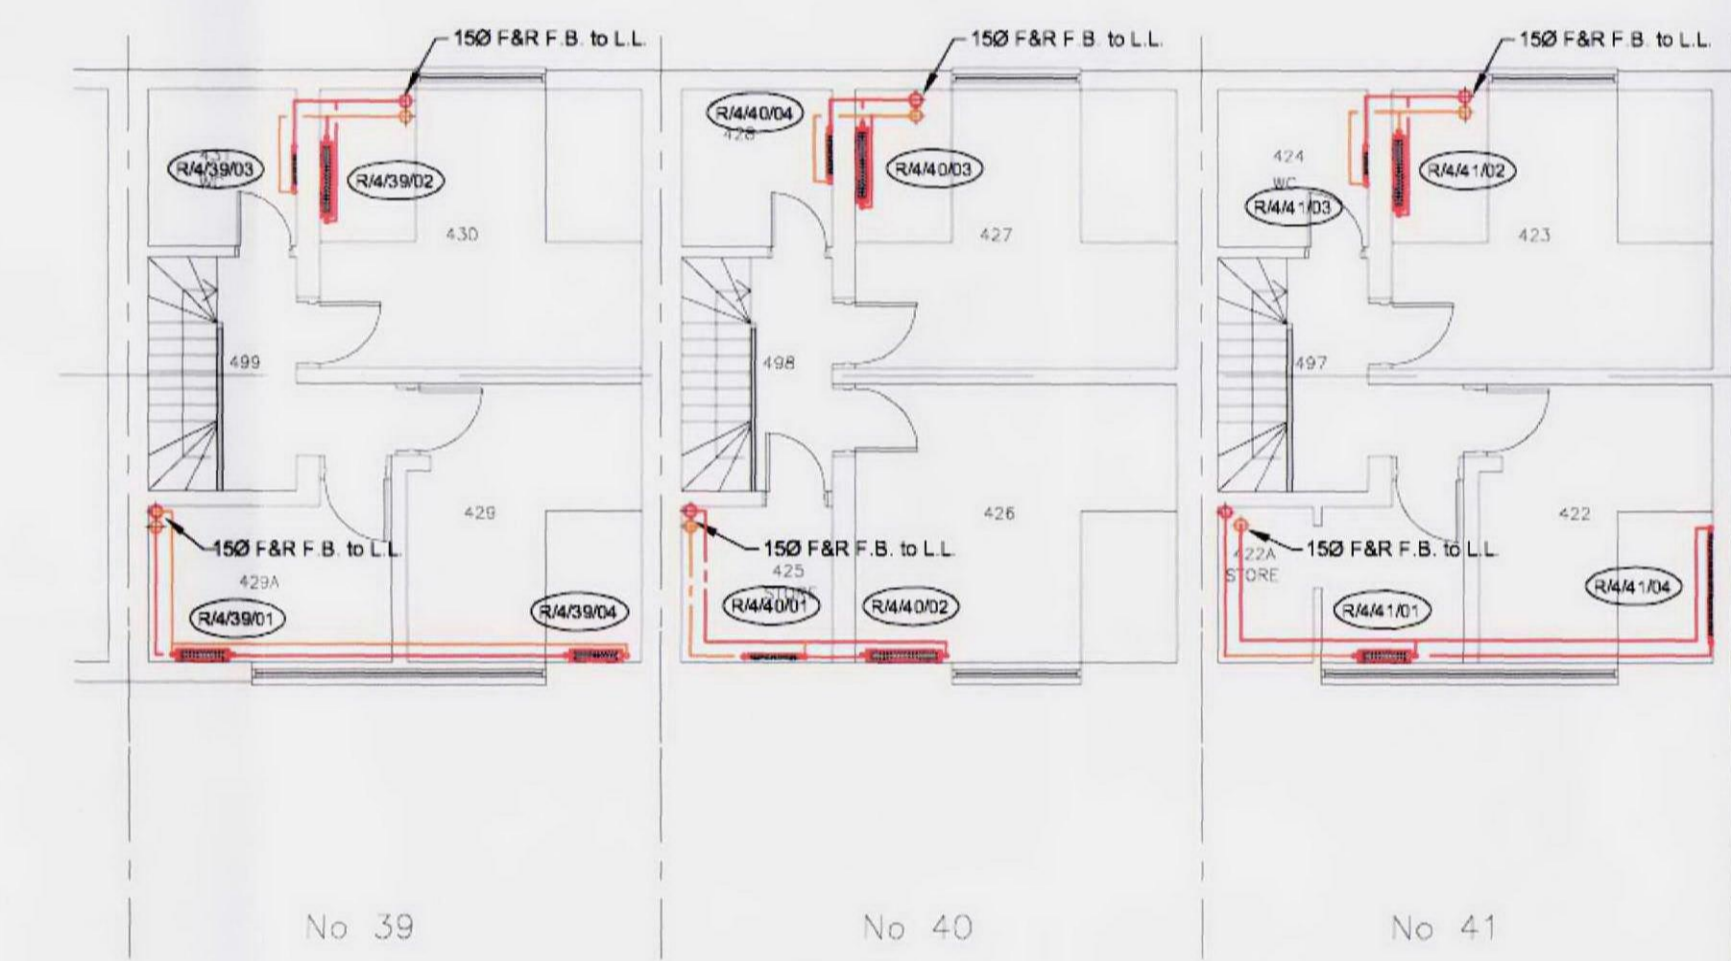 15Ø F&R F.B. to L.L.
15Ø F&R F.B. to L.L.
15Ø F&R F.B. to L.L.
R/4/39/03
R/4/39/02
430
R/4/40/04
428
R/4/40/03
427
424
WC
R/4/41/03
R/4/41/02
423
499
498
497
429
426
422
15Ø F&R F.B. to L.L.
429A
R/4/39/01
R/4/39/04
15Ø F&R F.B. to L.L.
425
STORE
R/4/40/01
R/4/40/02
15Ø F&R F.B. to L.L.
422A
STORE
R/4/41/01
R/4/41/04
No 39
No 40
No 41